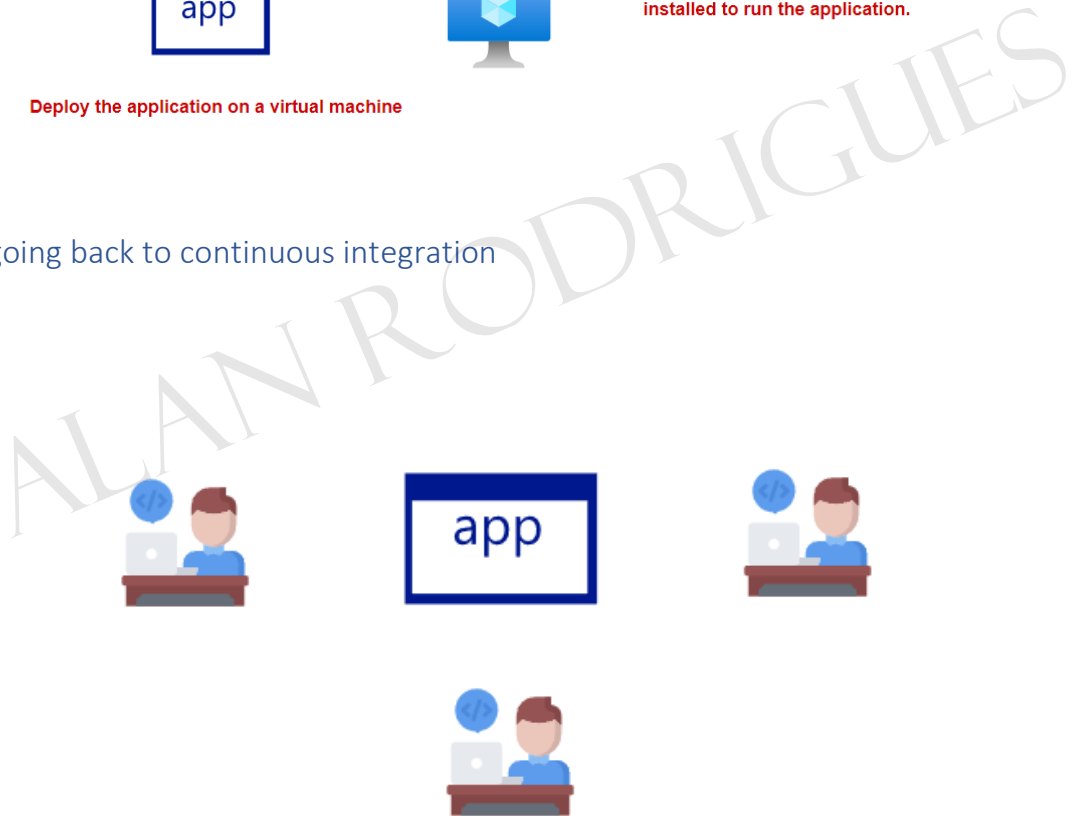 app
installed to run the application.
Deploy the application on a virtual machine
going back to continuous integration
ALAN RODRIGUES
</>
app
</>
</>